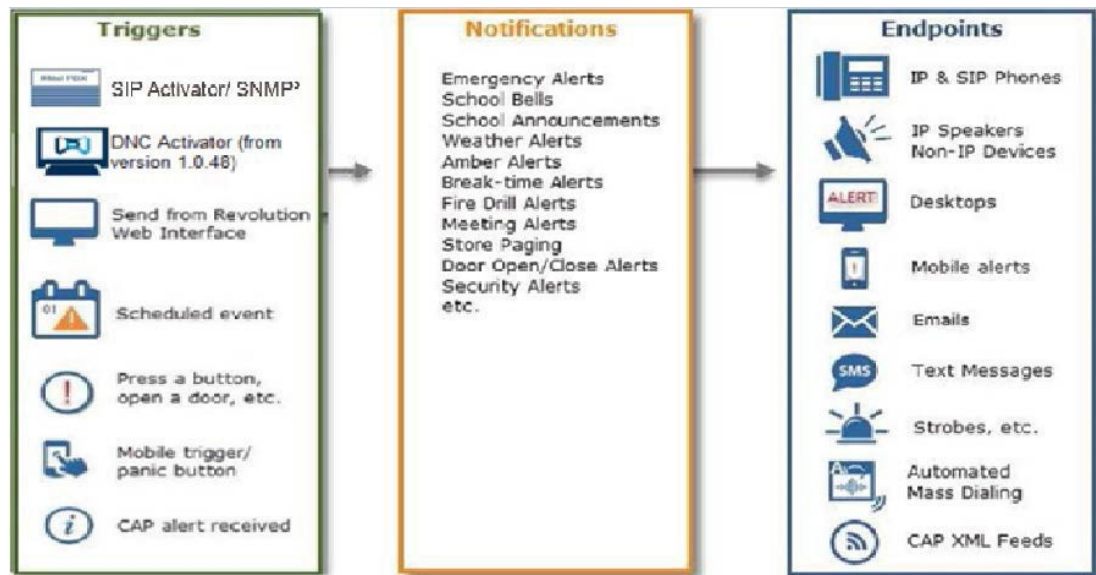 Triggers
SIP Activator/ SNMP³
DNC Activator (from
version 1.0.46)
Send from Revolution
Web Interface
01
Scheduled event
Press a button,
open a door, etc.
Mobile trigger/
panic button
CAP alert received
Notifications
Emergency Alerts
School Bells
School Announcements
Weather Alerts
Amber Alerts
Break-time Alerts
Fire Drill Alerts
Meeting Alerts
Store Paging
Door Open/Close Alerts
Security Alerts
etc.
Endpoints
IP & SIP Phones
IP Speakers
Non-IP Devices
ALERT!
Desktops
Mobile alerts
Emails
SMS
Text Messages
Strobes, etc.
Automated
Mass Dialing
CAP XML Feeds